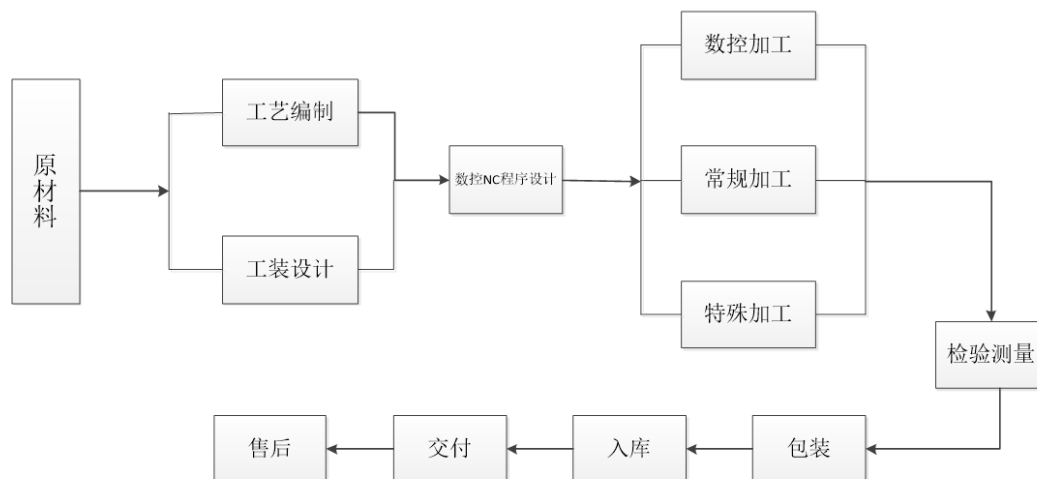 原材料
工艺编制
工装设计
数控NC程序设计
数控加工
常规加工
特殊加工
检验测量
包装
入库
交付
售后